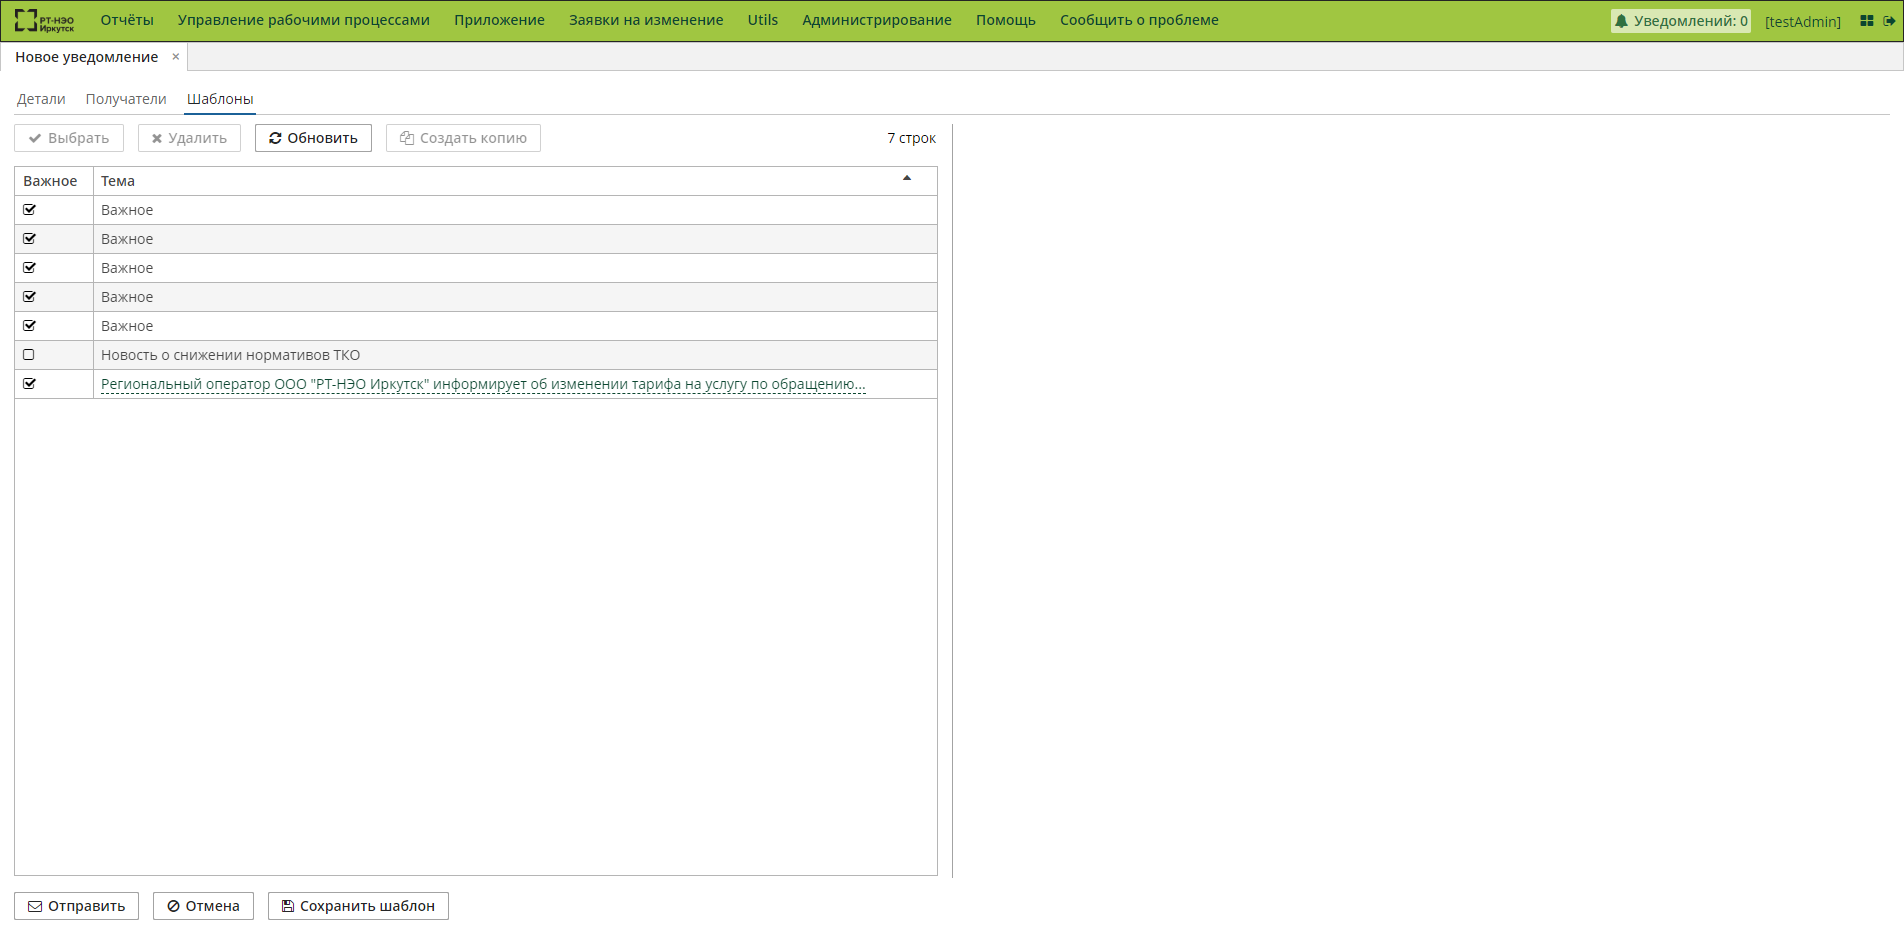 РТ-НЭО Иркутск Отчёты Управление рабочими процессами Приложение Заявки на изменение Utils Администрирование Помощь Сообщить о проблеме Уведомлений: 0 [testAdmin]
Новое уведомление ×
Детали Получатели Шаблоны
Выбрать Удалить Обновить Создать копию 7 строк
Важное Тема
Важное
Важное
Важное
Важное
Важное
Новость о снижении нормативов ТКО
Региональный оператор ООО "РТ-НЭО Иркутск" информирует об изменении тарифа на услугу по обращению...
Отправить Отмена Сохранить шаблон